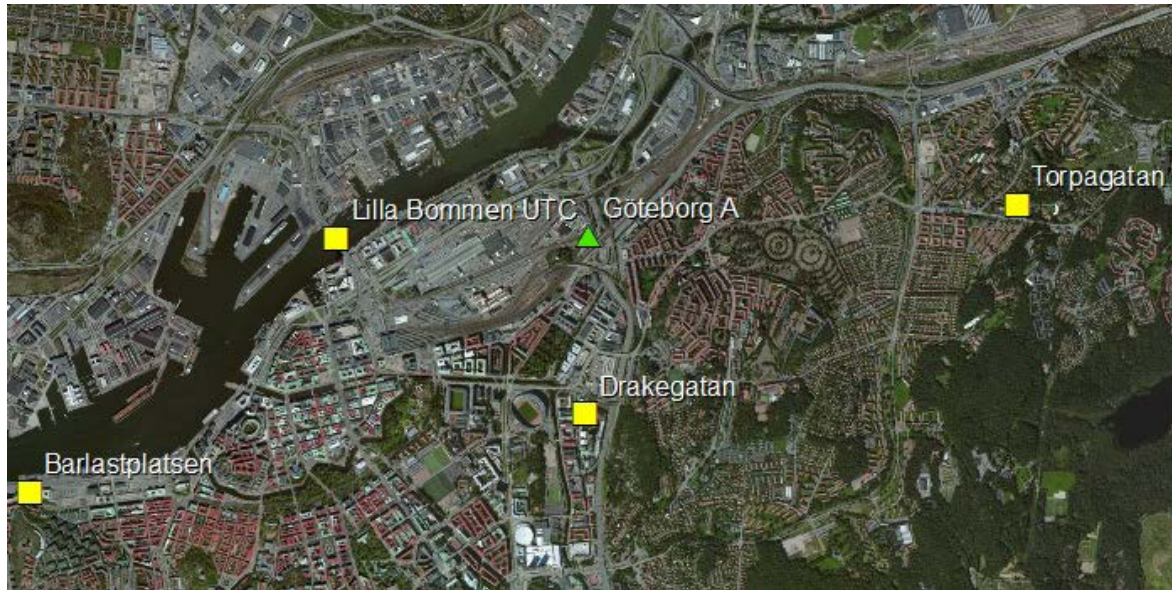 Torpagatan
Lilla Bommen UTC
Göteborg A
Drakegatan
Barlastplatsen